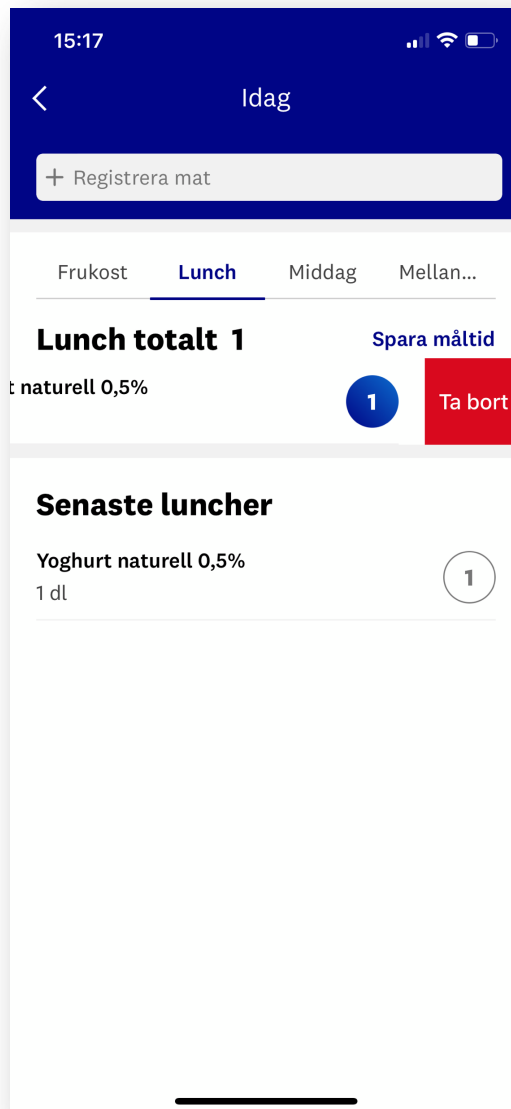 15:17
Idag
+ Registrera mat
Frukost Lunch Middag Mellan...
Lunch totalt 1 Spara måltid
t naturell 0,5%
1 Ta bort
Senaste luncher
Yoghurt naturell 0,5%
1 dl
1